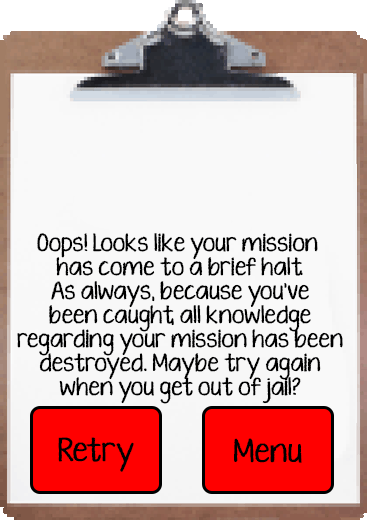 Oops! Looks like your mission
has come to a brief halt.
As always, because you've
been caught, all knowledge
regarding your mission has been
destroyed. Maybe try again
when you get out of jail?
Retry
Menu